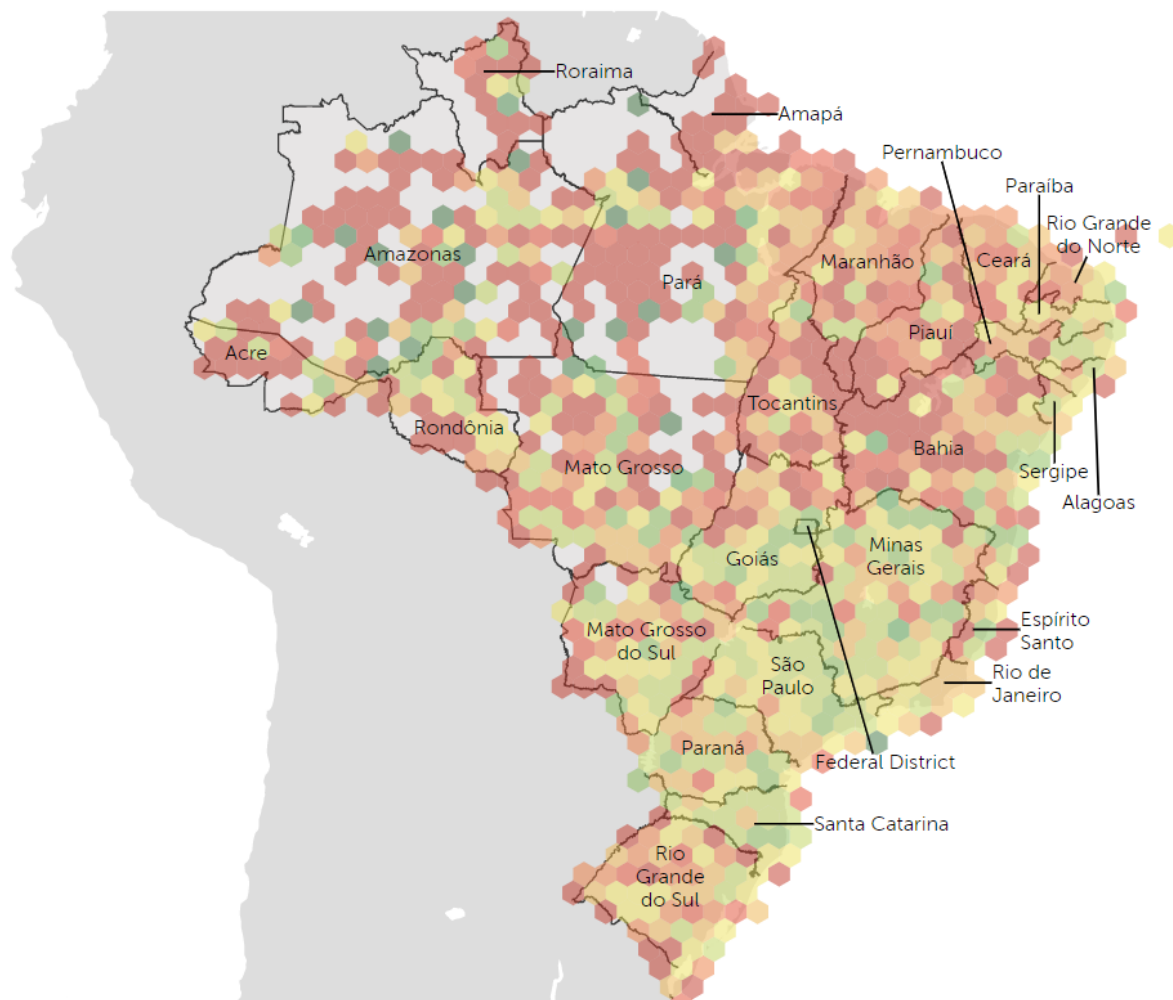 Roraima
Amapá
Pernambuco
Paraíba
Rio Grande
do Norte
Amazonas
Pará
Maranhão
Ceará
Piauí
Acre
Tocantins
Rondônia
Mato Grosso
Bahia
Sergipe
Alagoas
Goiás
Minas
Gerais
Mato Grosso
do Sul
São
Paulo
Espírito
Santo
Rio de
Janeiro
Paraná
Federal District
Santa Catarina
Rio
Grande
do Sul